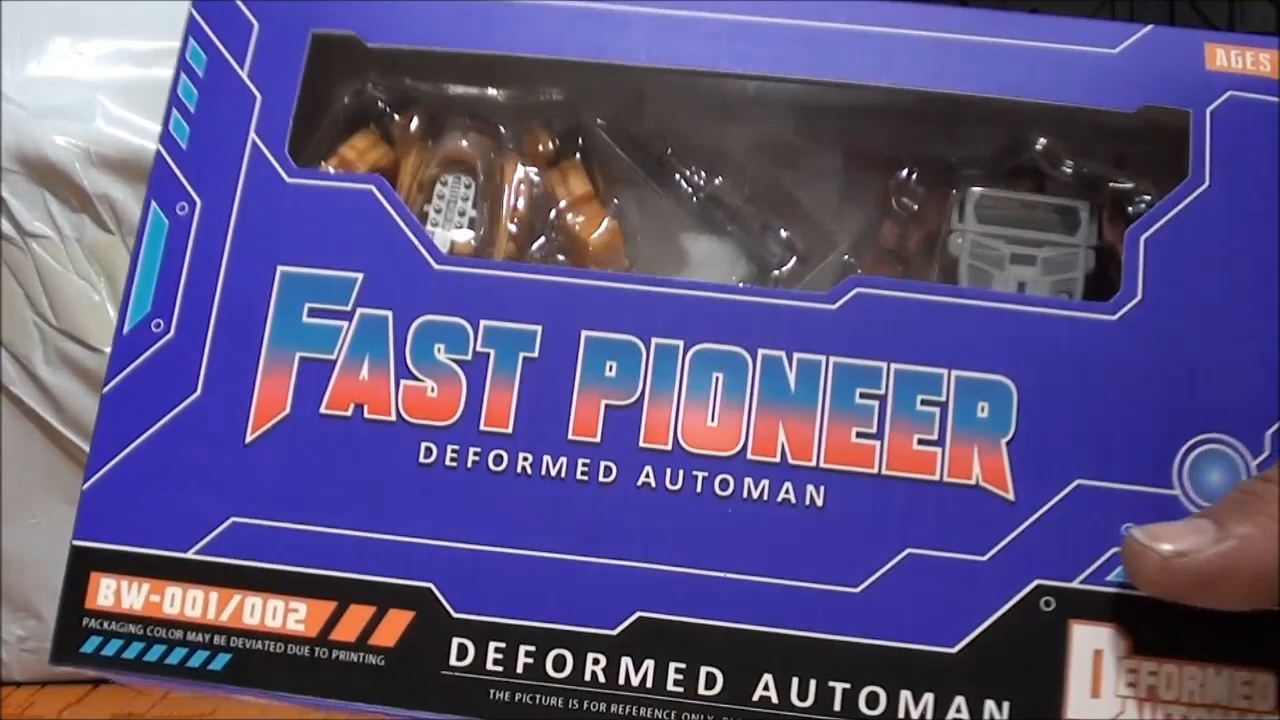 AGES
FAST PIONEER
DEFORMED AUTOMAN
BW-001/002
PACKAGING COLOR MAY BE DEVIATED DUE TO PRINTING
DEFORMED AUTOMAN
THE PICTURE IS FOR REFERENCE ONLY,
DEFORMED